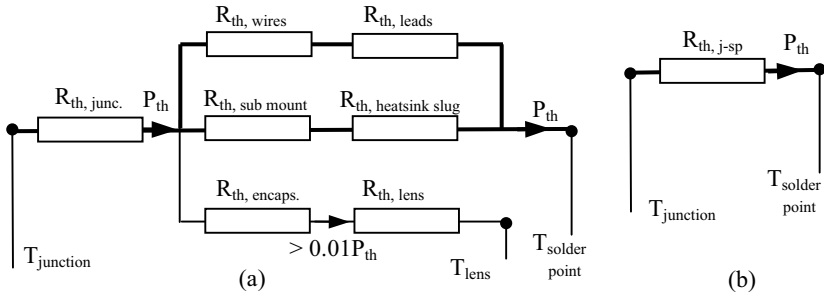 R_th, wires
R_th, leads
R_th, junc.
P_th
R_th, sub mount
R_th, heatsink slug
P_th
R_th, encaps.
R_th, lens
> 0.01P_th
T_junction
T_lens
T_solder
point
(a)
R_th, j-sp
P_th
T_junction
T_solder
point
(b)